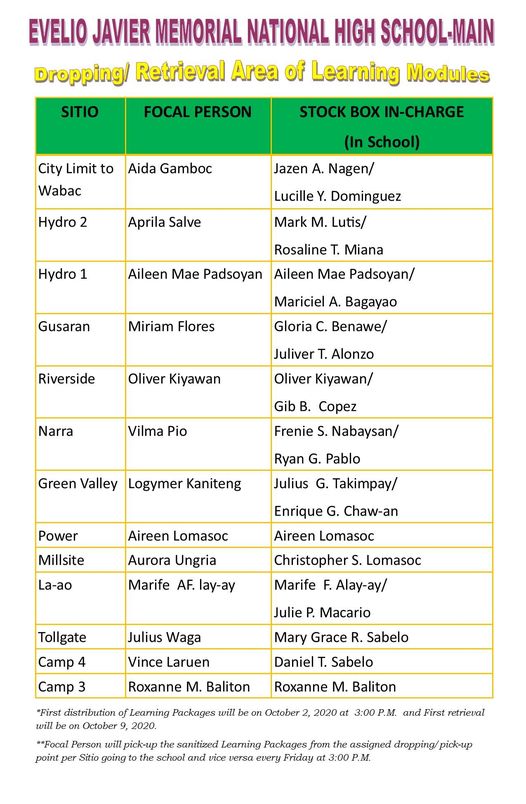 EVELIO JAVIER MEMORIAL NATIONAL HIGH SCHOOL-MAIN
Dropping/ Retrieval Area of Learning Modules
SITIO FOCAL PERSON STOCK BOX IN-CHARGE
(In School)
City Limit to Aida Gamboc Jazen A. Nagen/
Wabac
Lucille Y. Dominguez
Hydro 2 Aprila Salve Mark M. Lutis/
Rosaline T. Miana
Hydro 1 Aileen Mae Padsoyan Aileen Mae Padsoyan/
Mariciel A. Bagayao
Gusaran Miriam Flores Gloria C. Benawe/
Juliver T. Alonzo
Riverside Oliver Kiyawan Oliver Kiyawan/
Gib B. Copez
Narra Vilma Pio Frenie S. Nabaysan/
Ryan G. Pablo
Green Valley Logymer Kaniteng Julius G. Takimpay/
Enrique G. Chaw-an
Power Aireen Lomasoc Aireen Lomasoc
Millsite Aurora Ungria Christopher S. Lomasoc
La-ao Marife AF. lay-ay Marife F. Alay-ay/
Julie P. Macario
Tollgate Julius Waga Mary Grace R. Sabelo
Camp 4 Vince Laruen Daniel T. Sabelo
Camp 3 Roxanne M. Baliton Roxanne M. Baliton
*First distribution of Learning Packages will be on October 2, 2020 at 3:00 P.M. and First retrieval
will be on October 9, 2020.
**Focal Person will pick-up the sanitized Learning Packages from the assigned dropping/pick-up
point per Sitio going to the school and vice versa every Friday at 3:00 P.M.